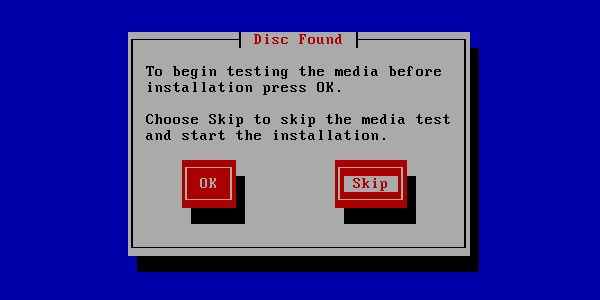 Disc Found
To begin testing the media before
installation press OK.
Choose Skip to skip the media test
and start the installation.
OK
Skip